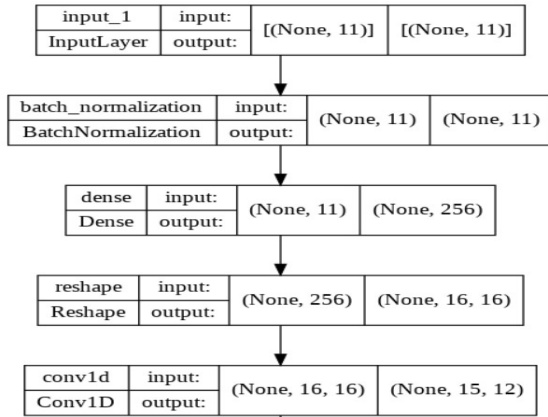 input_1 input: [(None, 11)] [(None, 11)]
InputLayer output:
batch_normalization input: (None, 11) (None, 11)
BatchNormalization output:
dense input: (None, 11) (None, 256)
Dense output:
reshape input: (None, 256) (None, 16, 16)
Reshape output:
conv1d input: (None, 16, 16) (None, 15, 12)
Conv1D output: